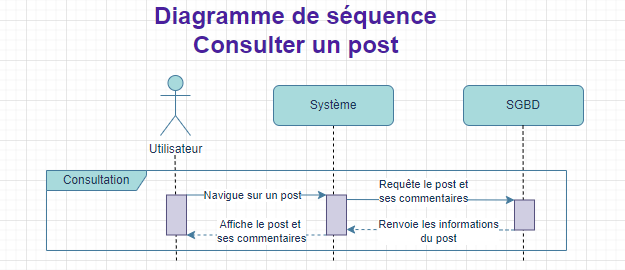 Diagramme de séquence
Consulter un post
Système
SGBD
Utilisateur
Consultation
Navigue sur un post
Requête le post et
ses commentaires
Affiche le post et
ses commentaires
Renvoie les informations
du post